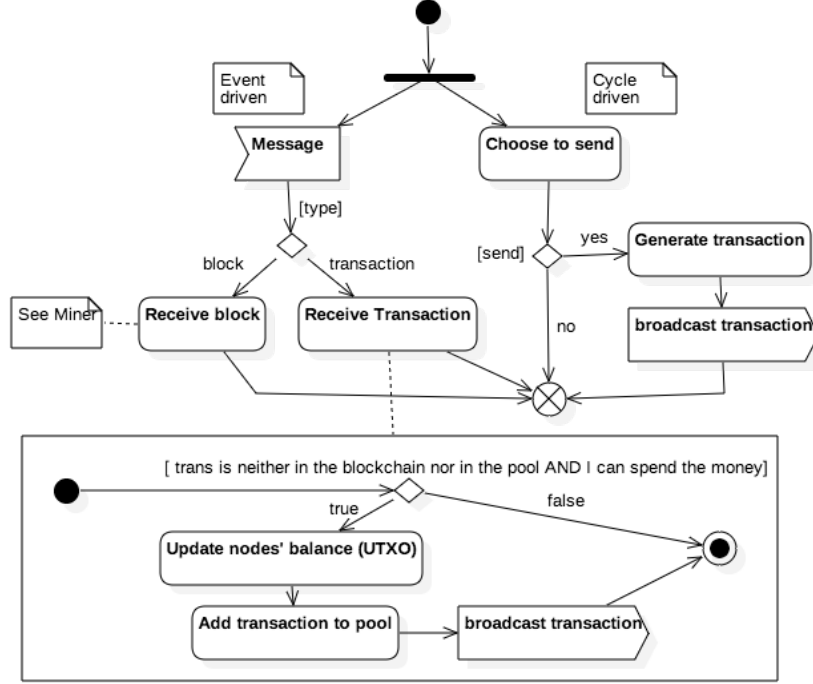 Event
driven
Cycle
driven
Message
Choose to send
[type]
block
transaction
[send]
yes
Generate transaction
See Miner
Receive block
Receive Transaction
no
broadcast transaction
[ trans is neither in the blockchain nor in the pool AND I can spend the money]
true
false
Update nodes' balance (UTXO)
Add transaction to pool
broadcast transaction